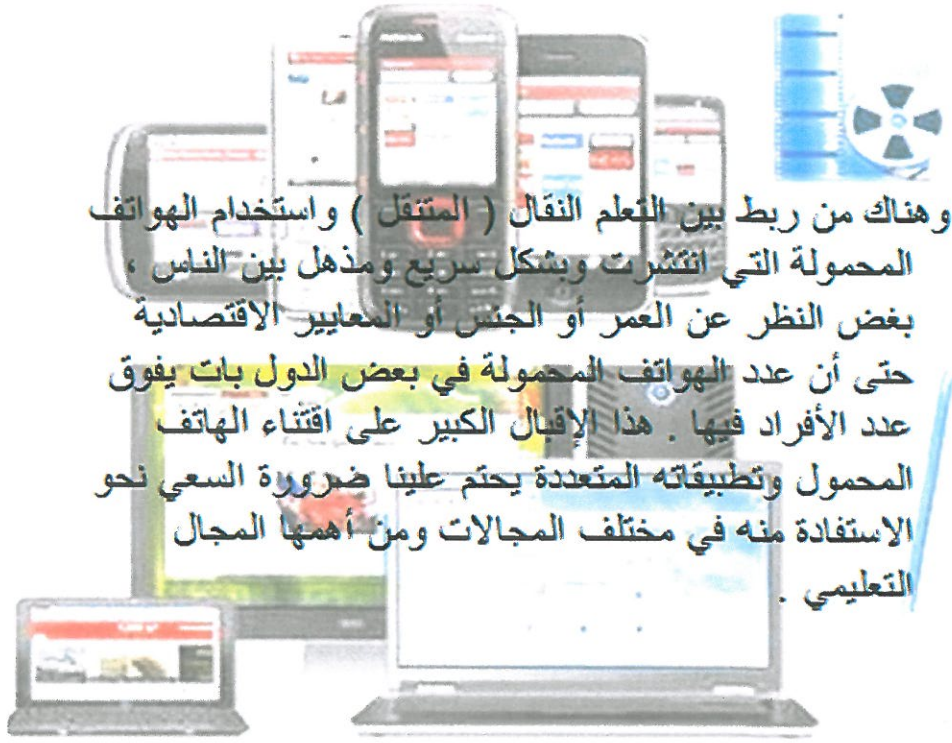 وهناك من ربط بين التعلم النقال ( المتنقل ) واستخدام الهواتف
المحمولة التي انتشرت وبشكل سريع ومذهل بين الناس ،
بغض النظر عن العمر أو الجنس أو المعايير الاقتصادية
حتى أن عدد الهواتف المحمولة في بعض الدول بات يفوق
عدد الأفراد فيها . هذا الإقبال الكبير على اقتناء الهاتف
المحمول وتطبيقاته المتعددة يحتم علينا ضرورة السعي نحو
الاستفادة منه في مختلف المجالات ومن أهمها المجال
التعليمي .